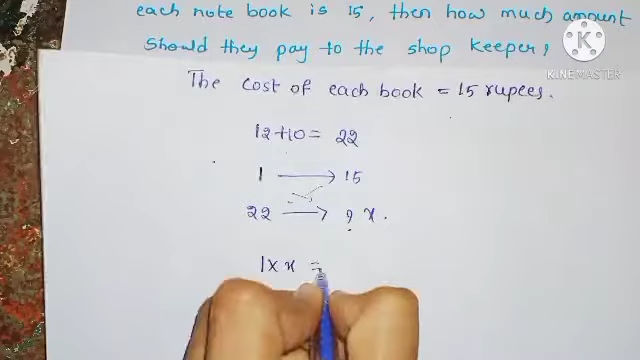 each note book is 15, then how much amount
should they pay to the shop keeper?
KINEMASTER
The cost of each book = 15 rupees.
12+10 = 22
1 → 15
22 → ? x.
1 x x =